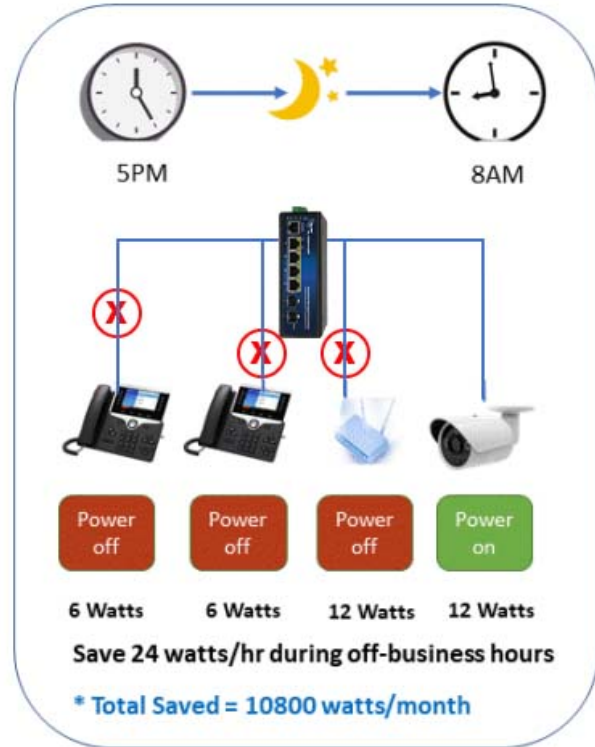 5PM
8AM
X
X
X
Power off
Power off
Power off
Power on
6 Watts
6 Watts
12 Watts
12 Watts
Save 24 watts/hr during off-business hours
* Total Saved = 10800 watts/month